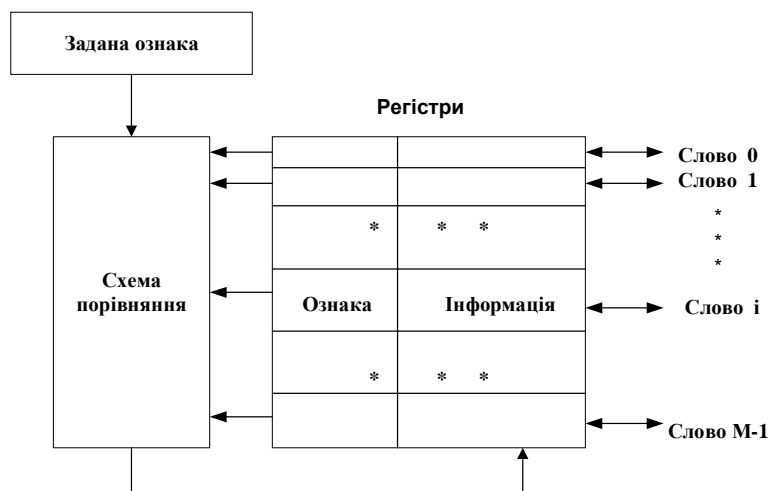 Задана ознака
Регістри
Слово 0
Слово 1
*
* * *
*
*
Схема
порівняння
Ознака
Інформація
Слово i
* * *
Слово M-1